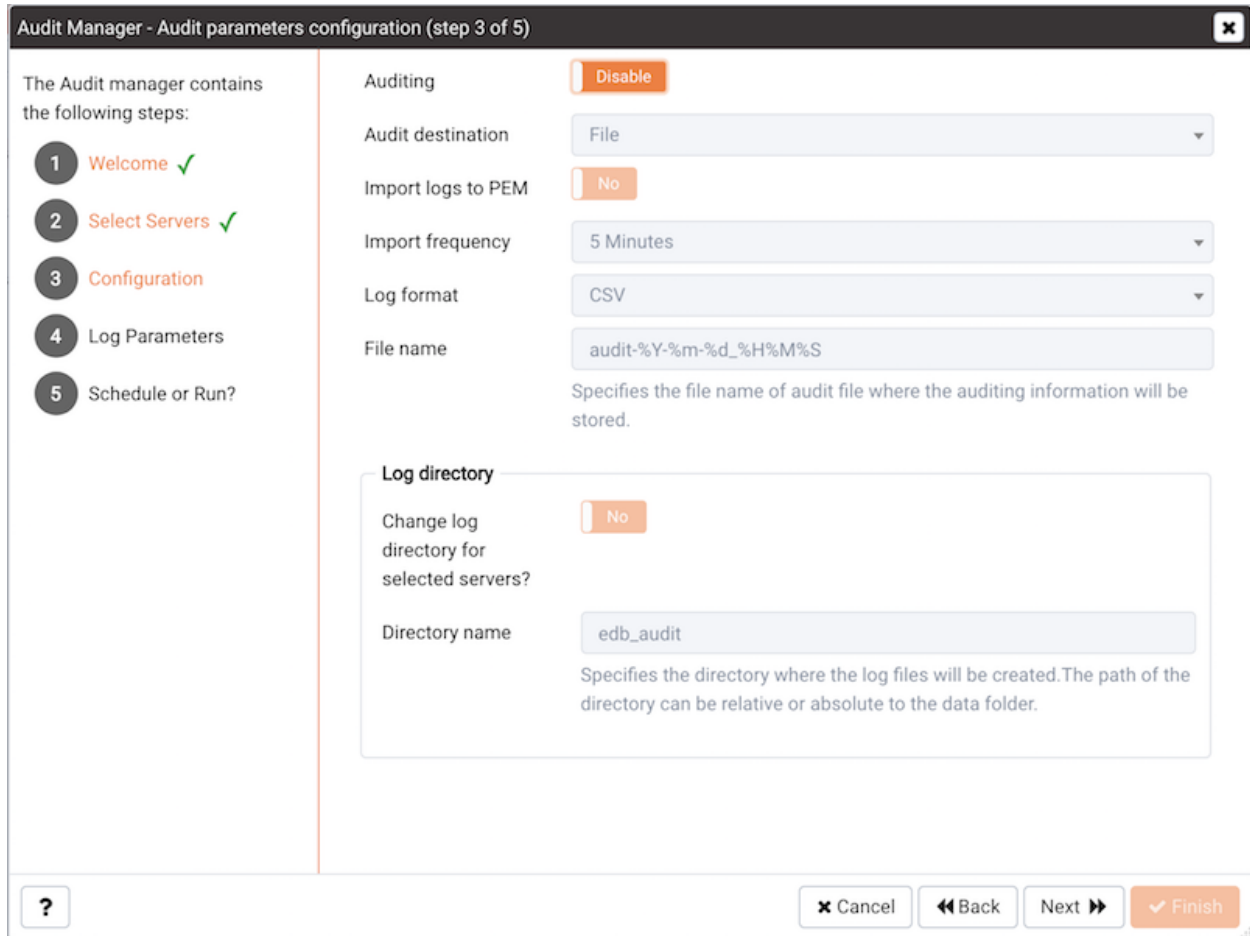 Audit Manager - Audit parameters configuration (step 3 of 5)
The Audit manager contains
the following steps:
1 Welcome
2 Select Servers
3 Configuration
4 Log Parameters
5 Schedule or Run?
Auditing Disable
Audit destination File
Import logs to PEM No
Import frequency 5 Minutes
Log format CSV
File name audit-%Y-%m-%d_%H%M%S
Specifies the file name of audit file where the auditing information will be
stored.
Log directory
Change log No
directory for
selected servers?
Directory name edb_audit
Specifies the directory where the log files will be created.The path of the
directory can be relative or absolute to the data folder.
? Cancel Back Next Finish